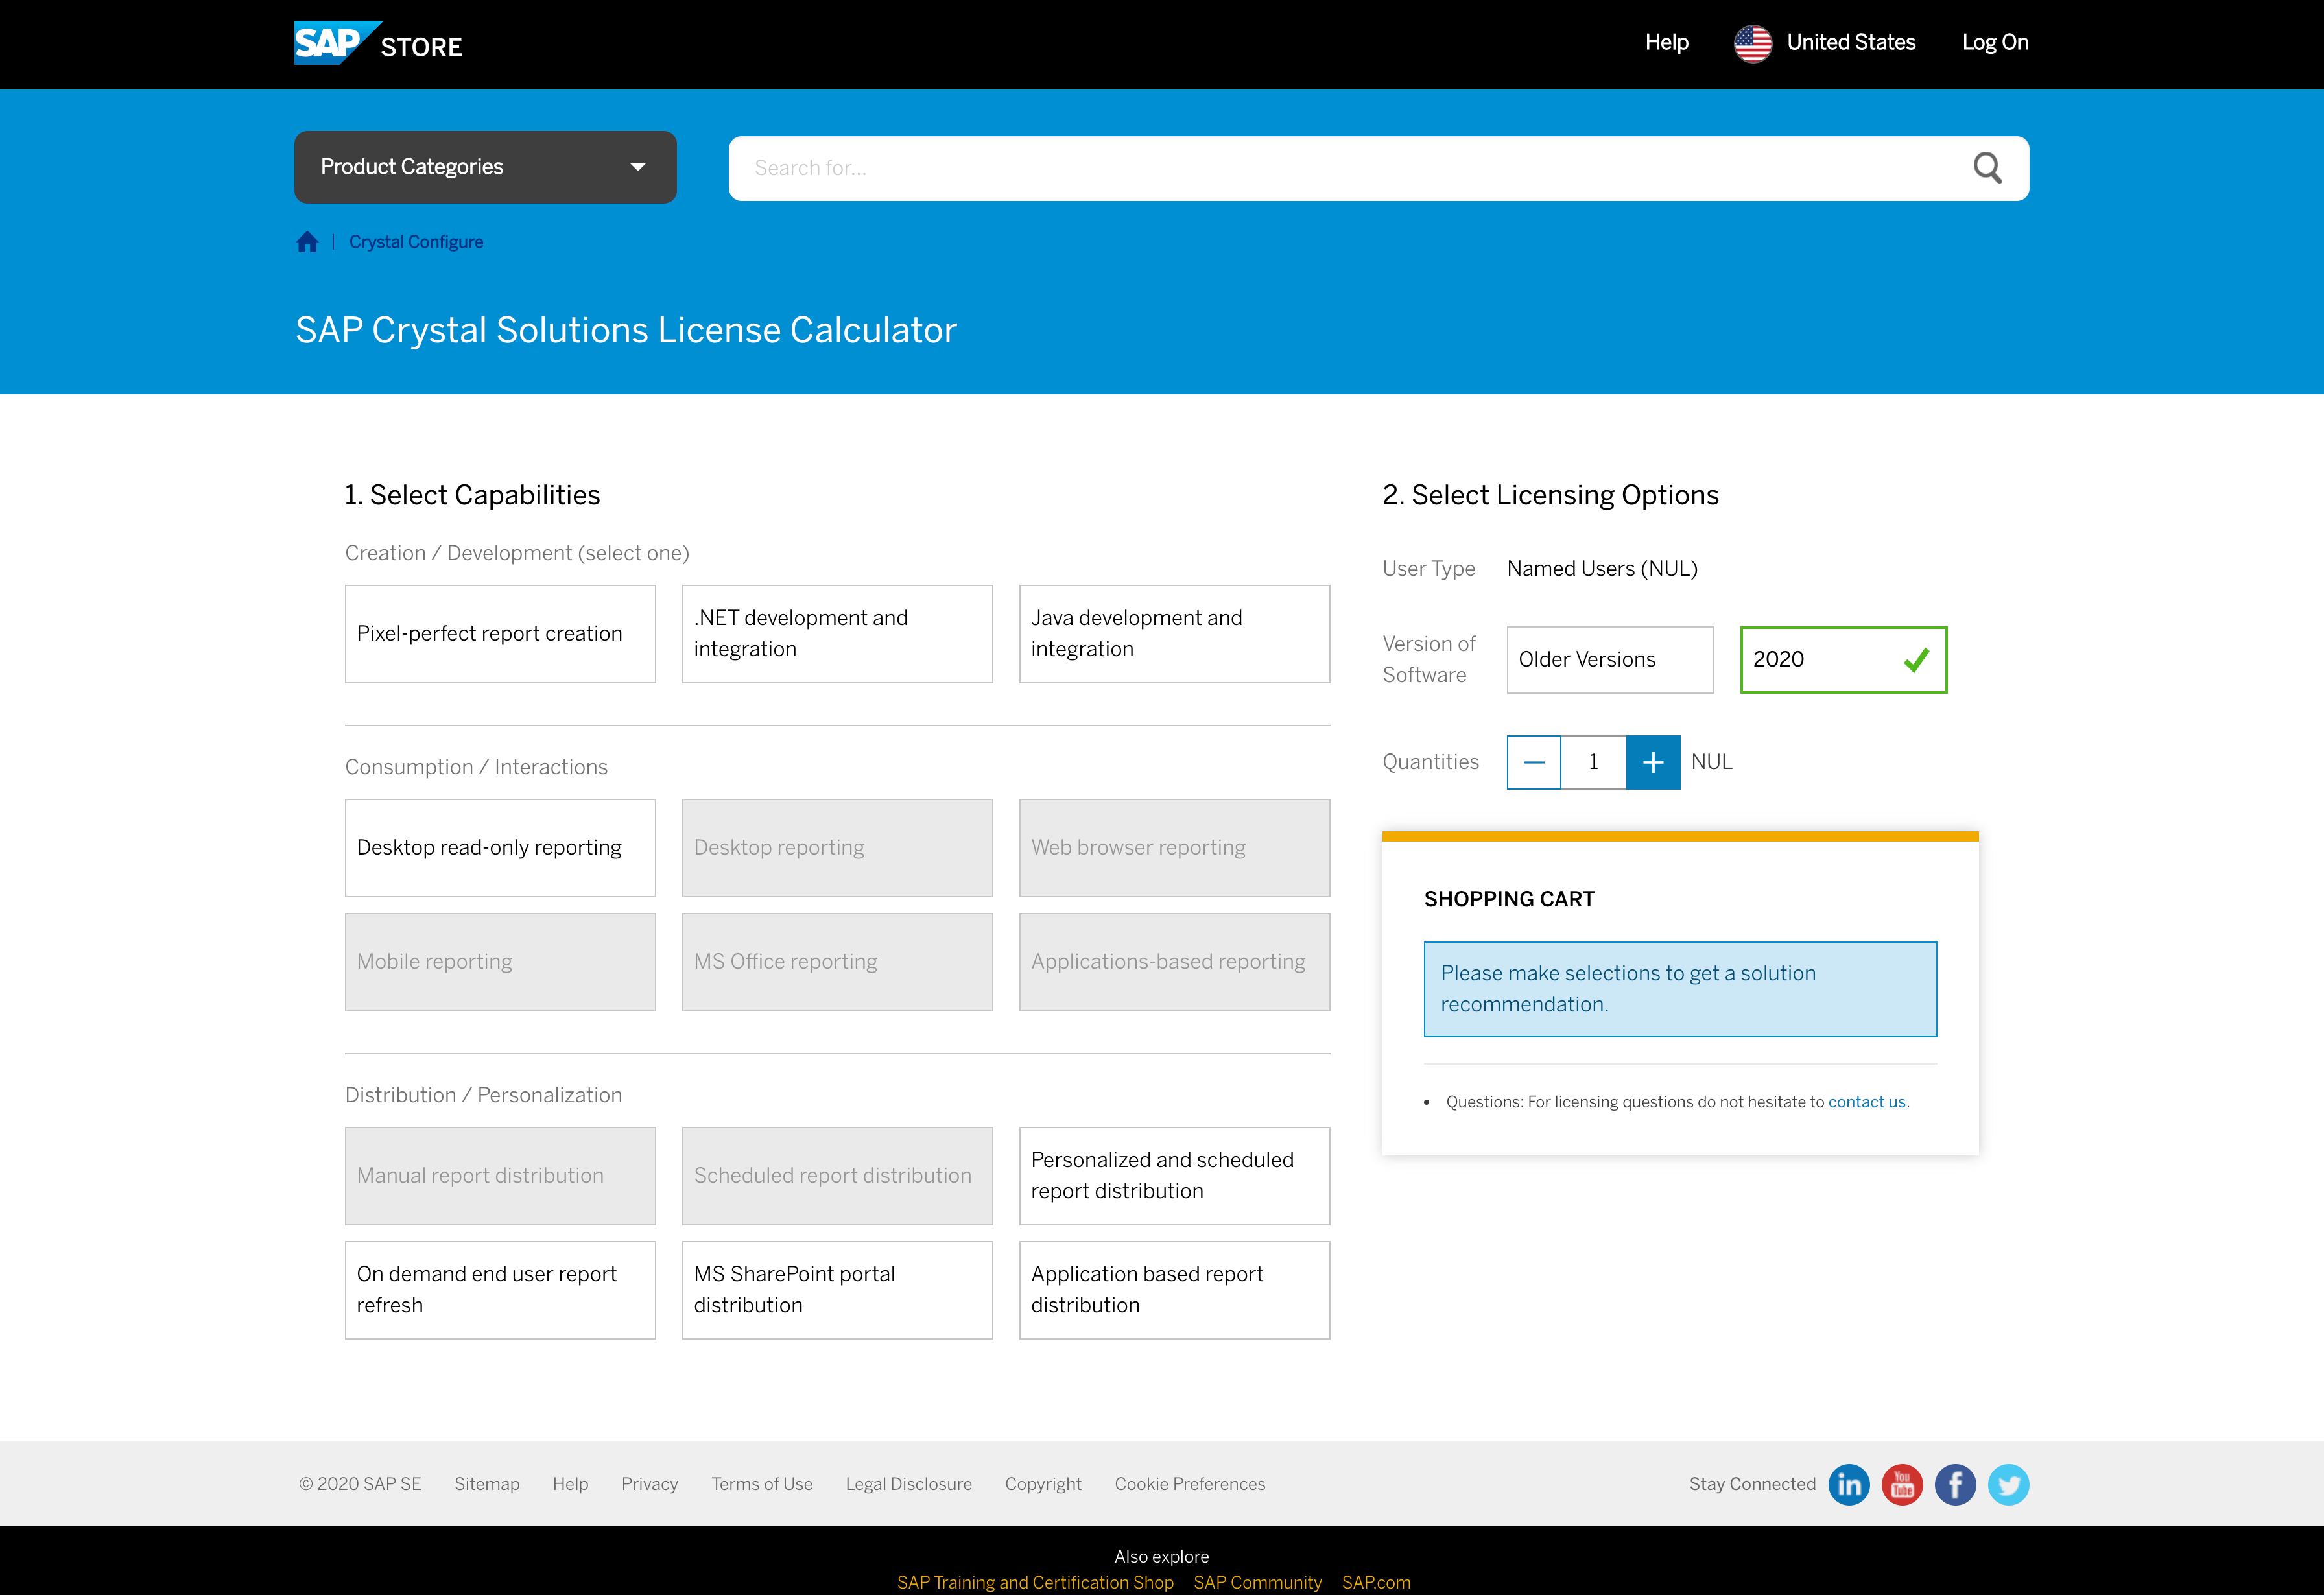 SAP STORE
Help
United States
Log On
Product Categories
Search for...
Crystal Configure
SAP Crystal Solutions License Calculator
1. Select Capabilities
Creation / Development (select one)
Pixel-perfect report creation
.NET development and
integration
Java development and
integration
Consumption / Interactions
Desktop read-only reporting
Desktop reporting
Web browser reporting
Mobile reporting
MS Office reporting
Applications-based reporting
Distribution / Personalization
Manual report distribution
Scheduled report distribution
Personalized and scheduled
report distribution
On demand end user report
refresh
MS SharePoint portal
distribution
Application based report
distribution
2. Select Licensing Options
User Type
Named Users (NUL)
Version of
Software
Older Versions
2020
Quantities
1
NUL
SHOPPING CART
Please make selections to get a solution
recommendation.
• Questions: For licensing questions do not hesitate to contact us.
© 2020 SAP SE
Sitemap
Help
Privacy
Terms of Use
Legal Disclosure
Copyright
Cookie Preferences
Stay Connected
in
You
Tube
f
Also explore
SAP Training and Certification Shop
SAP Community
SAP.com